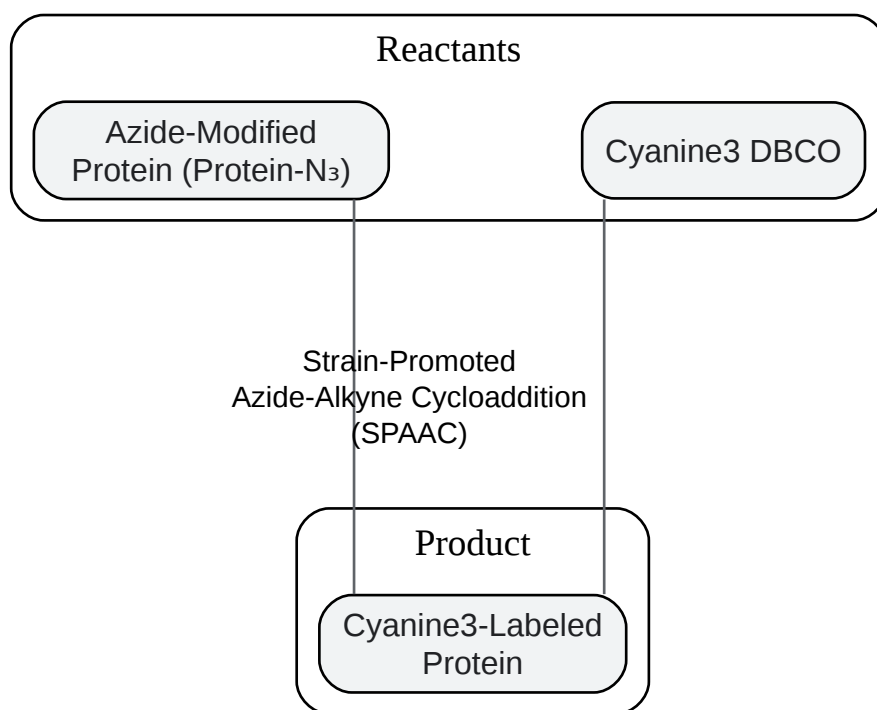 Reactants
Azide-Modified
Protein (Protein-N₃)
Cyanine3 DBCO
Strain-Promoted
Azide-Alkyne Cycloaddition
(SPAAC)
Product
Cyanine3-Labeled
Protein